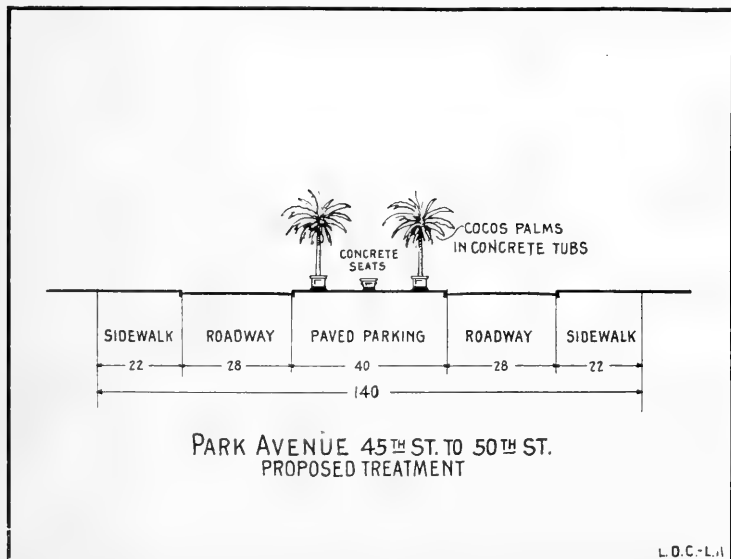 COCOS PALMS
IN CONCRETE TUBS
CONCRETE
SEATS
SIDEWALK ROADWAY PAVED PARKING ROADWAY SIDEWALK
22 28 40 28 22
140
PARK AVENUE 45TH ST. TO 50TH ST.
PROPOSED TREATMENT